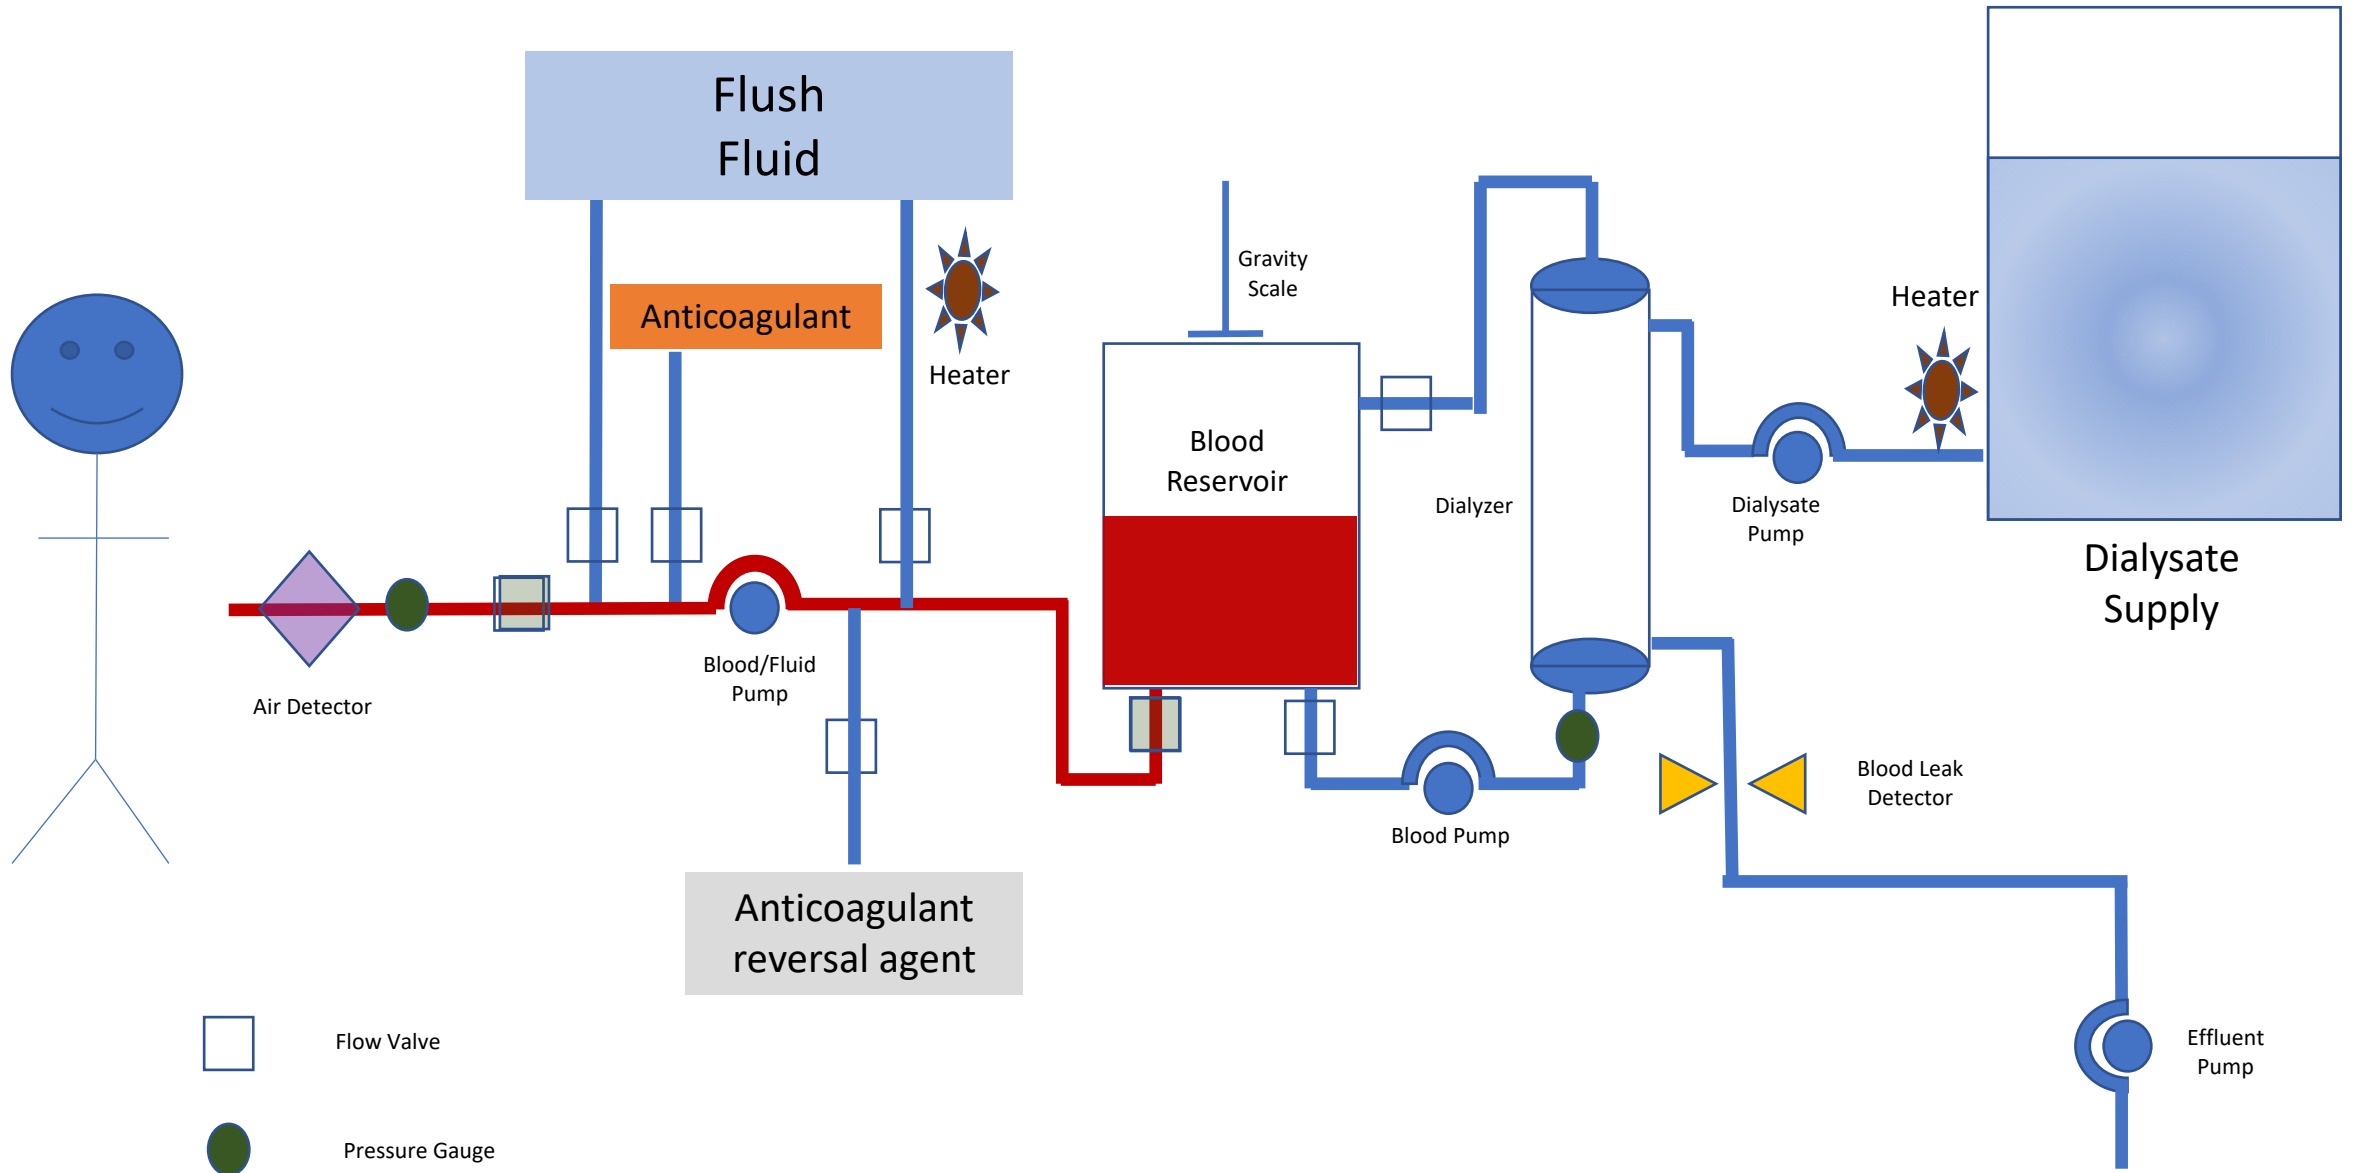 Flush
Fluid
Anticoagulant
Heater
Gravity
Scale
Blood
Reservoir
Dialyzer
Heater
Dialysate
Pump
Dialysate
Supply
Air Detector
Blood/Fluid
Pump
Blood Pump
Blood Leak
Detector
Anticoagulant
reversal agent
Effluent
Pump
Flow Valve
Pressure Gauge